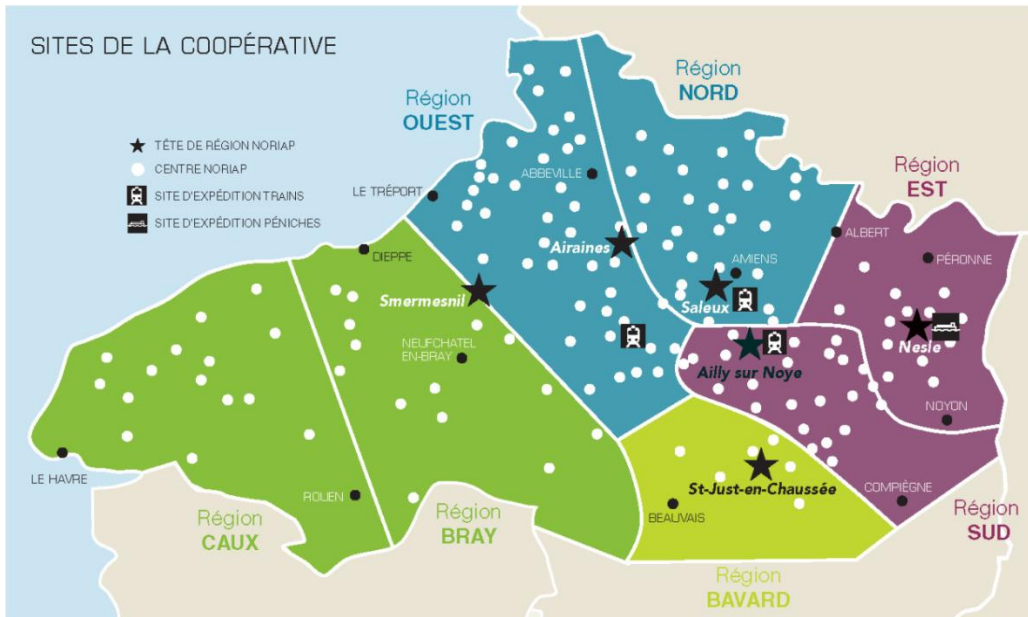 SITES DE LA COOPÉRATIVE
TÊTE DE RÉGION NORIAP
CENTRE NORIAP
SITE D'EXPÉDITION TRAINS
SITE D'EXPÉDITION PÉNICHES
Région
OUEST
Région
NORD
Région
EST
LE TRÉPORT
ABBEVILLE
ALBERT
DIEPPE
Airaines
AMIENS
PÉRONNE
Smermesnil
Saleux
NEUFCHATEL
EN-BRAY
Nesle
Ailly sur Noye
NOYON
LE HAVRE
ROUEN
St-Just-en-Chaussée
BEAUVAIS
COMPIÈGNE
Région
CAUX
Région
BRAY
Région
SUD
Région
BAVARD